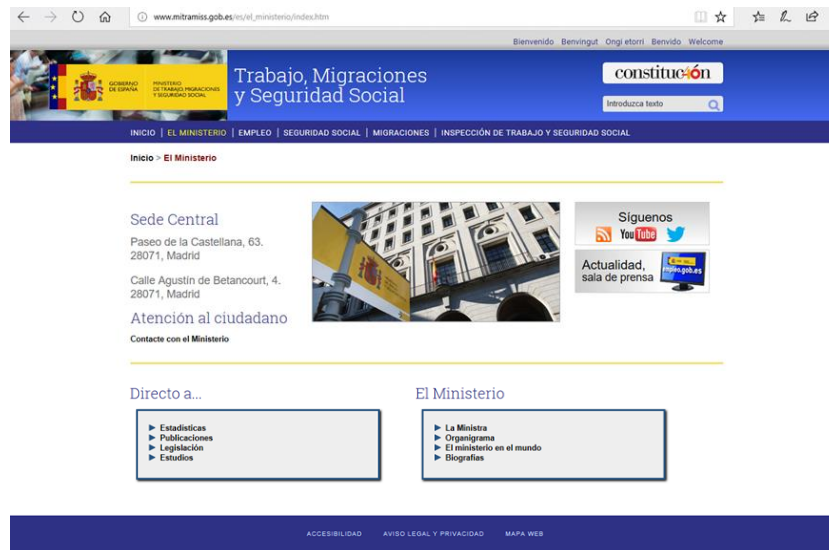 www.mitramiss.gob.es/es/el_ministerio/index.htm
Bienvenido Benvingut Ongi etorri Benvido Welcome
GOBIERNO
DE ESPAÑA
MINISTERIO
DE TRABAJO, MIGRACIONES
Y SEGURIDAD SOCIAL
Trabajo, Migraciones
y Seguridad Social
constitución
Introduzca texto
INICIO | EL MINISTERIO | EMPLEO | SEGURIDAD SOCIAL | MIGRACIONES | INSPECCIÓN DE TRABAJO Y SEGURIDAD SOCIAL
Inicio > El Ministerio
Sede Central
Paseo de la Castellana, 63.
28071, Madrid
Calle Agustín de Betancourt, 4.
28071, Madrid
Atención al ciudadano
Contacte con el Ministerio
Síguenos
You Tube
Actualidad,
sala de prensa
empleo.gob.es
Directo a...
Estadísticas
Publicaciones
Legislación
Estudios
El Ministerio
La Ministra
Organigrama
El ministerio en el mundo
Biografías
ACCESIBILIDAD AVISO LEGAL Y PRIVACIDAD MAPA WEB